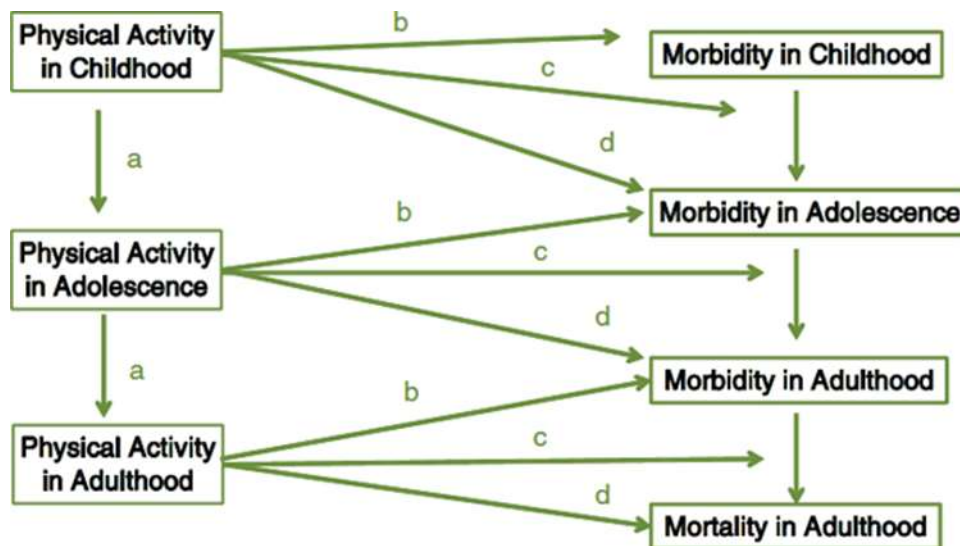 Physical Activity
in Childhood
b
Morbidity in Childhood
c
a
d
Morbidity in Adolescence
b
Physical Activity
in Adolescence
c
d
a
Morbidity in Adulthood
b
Physical Activity
in Adulthood
c
d
Mortality in Adulthood